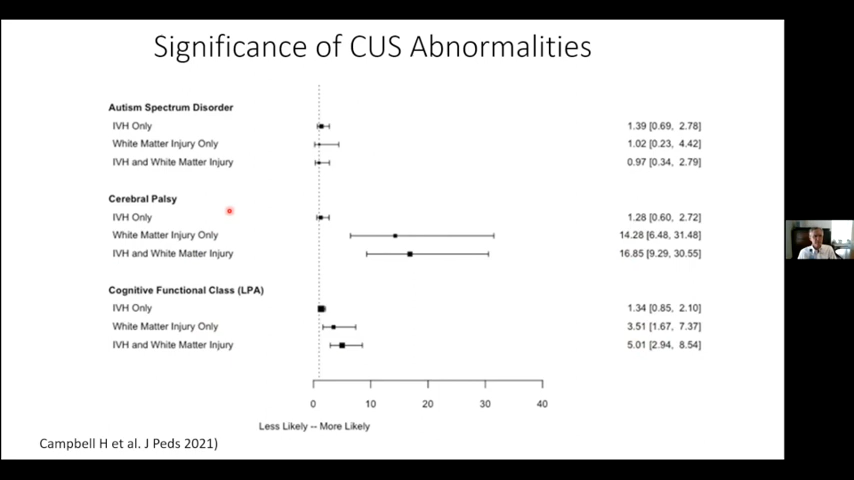 Significance of CUS Abnormalities
Autism Spectrum Disorder
IVH Only 1.39 [0.69, 2.78]
White Matter Injury Only 1.02 [0.23, 4.42]
IVH and White Matter Injury 0.97 [0.34, 2.79]
Cerebral Palsy
IVH Only 1.28 [0.60, 2.72]
White Matter Injury Only 14.28 [6.48, 31.48]
IVH and White Matter Injury 16.85 [9.29, 30.55]
Cognitive Functional Class (LPA)
IVH Only 1.34 [0.85, 2.10]
White Matter Injury Only 3.51 [1.67, 7.37]
IVH and White Matter Injury 5.01 [2.94, 8.54]
0 10 20 30 40
Less Likely -- More Likely
Campbell H et al. J Peds 2021)